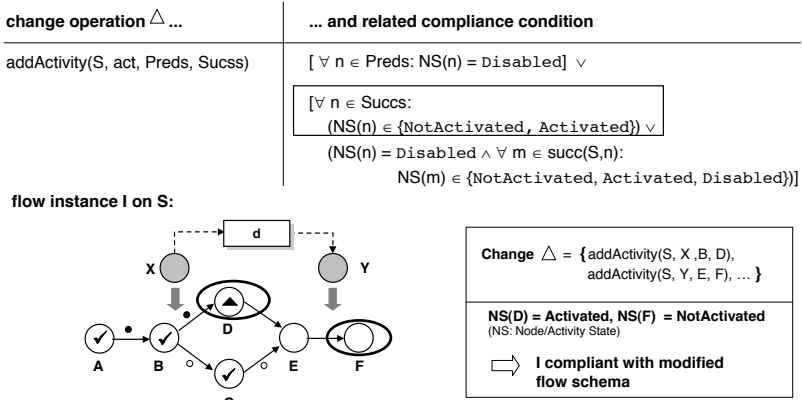 change operation △ ...
... and related compliance condition:
addActivity(S, act, Preds, Sucss)
[ ∀ n ∈ Preds: NS(n) = Disabled] ∨
[∀ n ∈ Succs:
(NS(n) ∈ {NotActivated, Activated}) ∨
(NS(n) = Disabled ∧ ∀ m ∈ succ(S,n):
NS(m) ∈ {NotActivated, Activated, Disabled})]
flow instance I on S:
d
X
Y
D
A
B
E
F
Change △ = { addActivity(S, X ,B, D),
addActivity(S, Y, E, F), … }
NS(D) = Activated, NS(F) = NotActivated
(NS: Node/Activity State)
I compliant with modified
flow schema